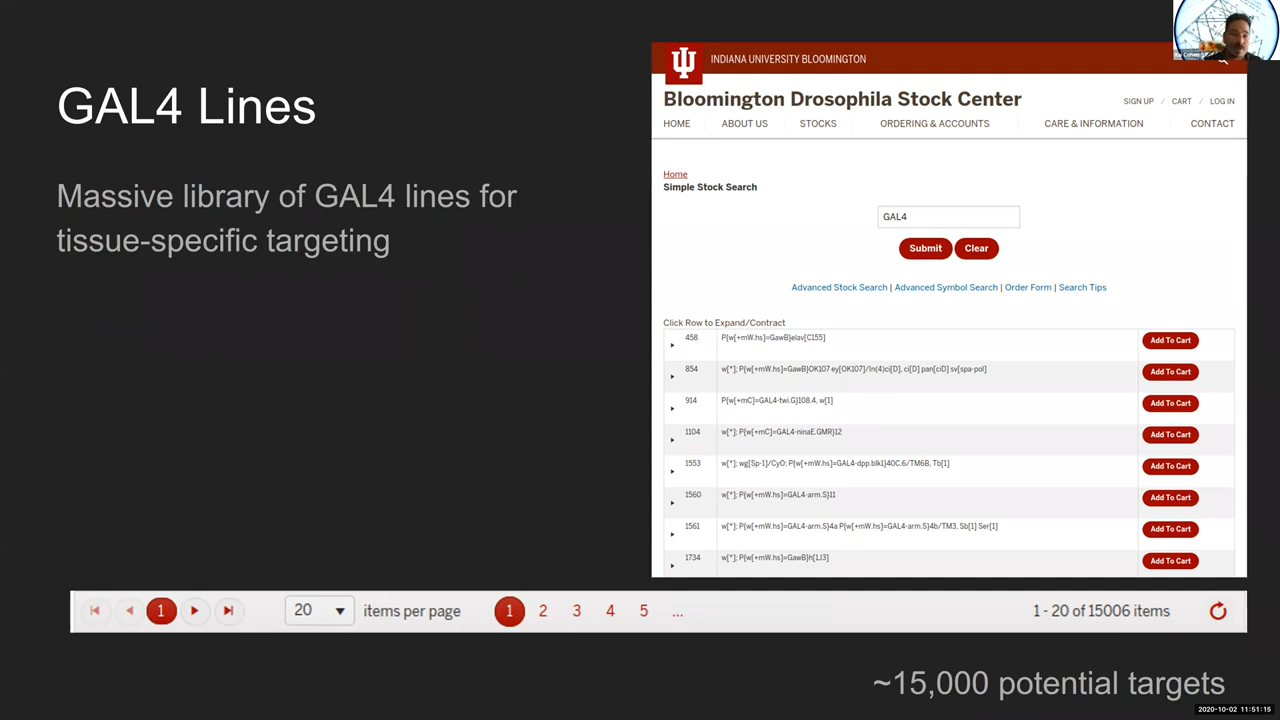 GAL4 Lines
Massive library of GAL4 lines for
tissue-specific targeting
INDIANA UNIVERSITY BLOOMINGTON
Bloomington Drosophila Stock Center
SIGN UP / CART / LOG IN
HOME ABOUT US STOCKS ORDERING & ACCOUNTS CARE & INFORMATION CONTACT
Home
Simple Stock Search
GAL4
Submit Clear
Advanced Stock Search | Advanced Symbol Search | Order Form | Search Tips
Click Row to Expand/Contract
458 P{w[+mW.hs]=GawB}elav[C155] Add To Cart
854 w[*]; P{w[+mW.hs]=GawB}OK107 ey[OK107]/In(4)ci[D], ci[D] pan[ciD] sv[spa-pol] Add To Cart
914 P{w[+mC]=GAL4-twi.G}108.4, w[1] Add To Cart
1104 w[*]; P{w[+mC]=GAL4-ninaE.GMR}12 Add To Cart
1553 w[*]; wg[Sp-1]/CyO; P{w[+mW.hs]=GAL4-dpp.blk1}40C.6/TM6B, Tb[1] Add To Cart
1560 w[*]; P{w[+mW.hs]=GAL4-arm.S}11 Add To Cart
1561 w[*]; P{w[+mW.hs]=GAL4-arm.S}4a P{w[+mW.hs]=GAL4-arm.S}4b/TM3, Sb[1] Ser[1] Add To Cart
1734 w[*]; P{w[+mW.hs]=GawB}h[1J3] Add To Cart
1 20 items per page 1 2 3 4 5 ... 1 - 20 of 15006 items
~15,000 potential targets
2020-10-02 11:51:15